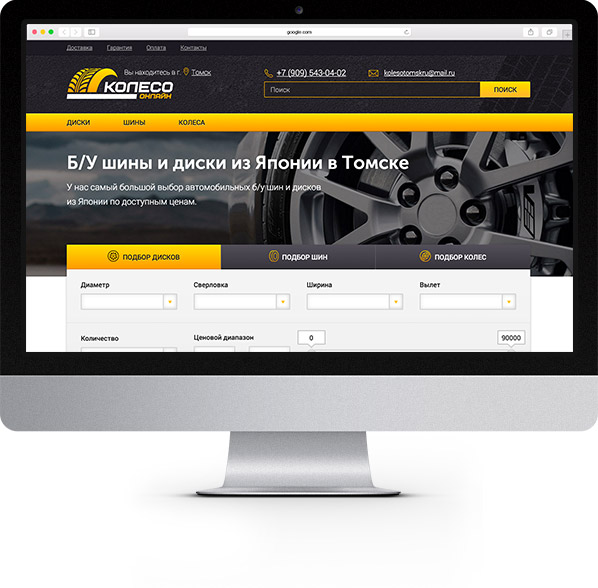 google.com
Доставка Гарантия Оплата Контакты
КОЛЕСО
ОНЛАЙН
Вы находитесь в г. Томск
+7 (909) 543-04-02
kolesotomskru@mail.ru
Поиск
ПОИСК
ДИСКИ ШИНЫ КОЛЕСА
Б/У шины и диски из Японии в Томске
У нас самый большой выбор автомобильных б/у шин и дисков
из Японии по доступным ценам.
ПОДБОР ДИСКОВ ПОДБОР ШИН ПОДБОР КОЛЕС
Диаметр Сверловка Ширина Вылет
Количество Ценовой диапазон 0 90000